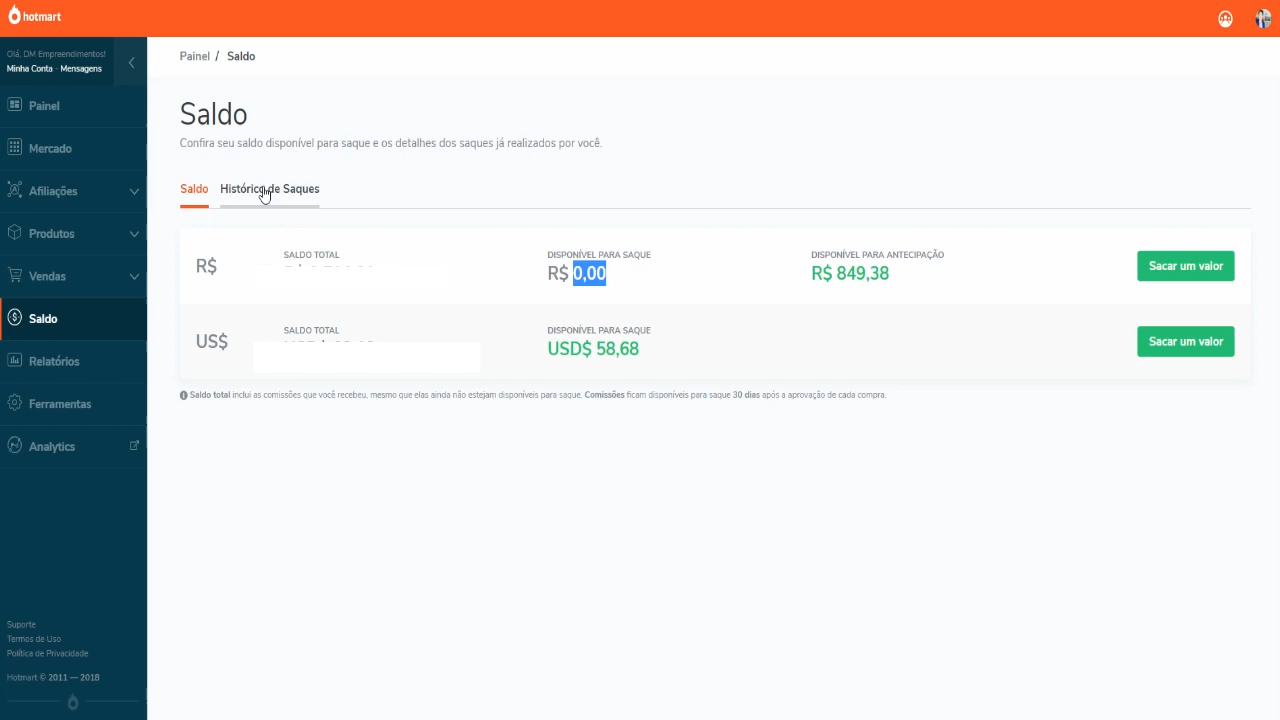 hotmart
Olá, DM Empreendimentos!
Minha Conta - Mensagens
Painel
Mercado
Afiliações
Produtos
Vendas
Saldo
Relatórios
Ferramentas
Analytics
Suporte
Termos de Uso
Política de Privacidade
Hotmart © 2011 — 2018
Painel / Saldo
Saldo
Confira seu saldo disponível para saque e os detalhes dos saques já realizados por você.
Saldo Histórico de Saques
R$ SALDO TOTAL DISPONÍVEL PARA SAQUE DISPONÍVEL PARA ANTECIPAÇÃO
R$ 0,00 R$ 849,38 Sacar um valor
US$ SALDO TOTAL DISPONÍVEL PARA SAQUE
USD$ 58,68 Sacar um valor
Saldo total inclui as comissões que você recebeu, mesmo que elas ainda não estejam disponíveis para saque. Comissões ficam disponíveis para saque 30 dias após a aprovação de cada compra.